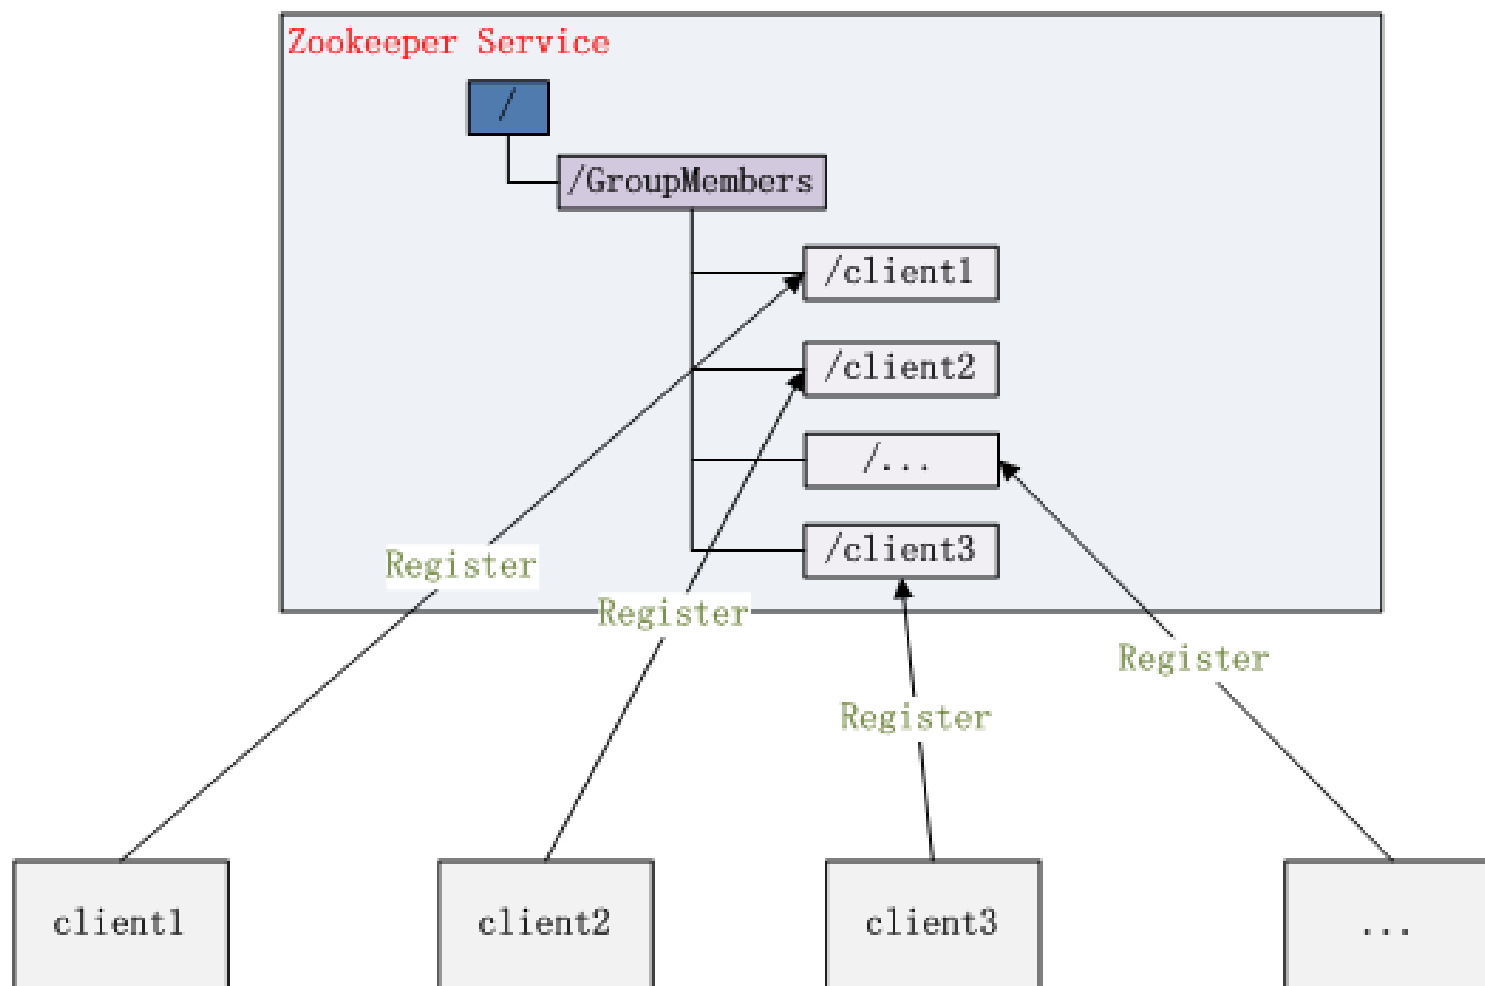 Zookeeper Service
/
/GroupMembers
/client1
/client2
/...
/client3
Register
Register
Register
Register
client1
client2
client3
...